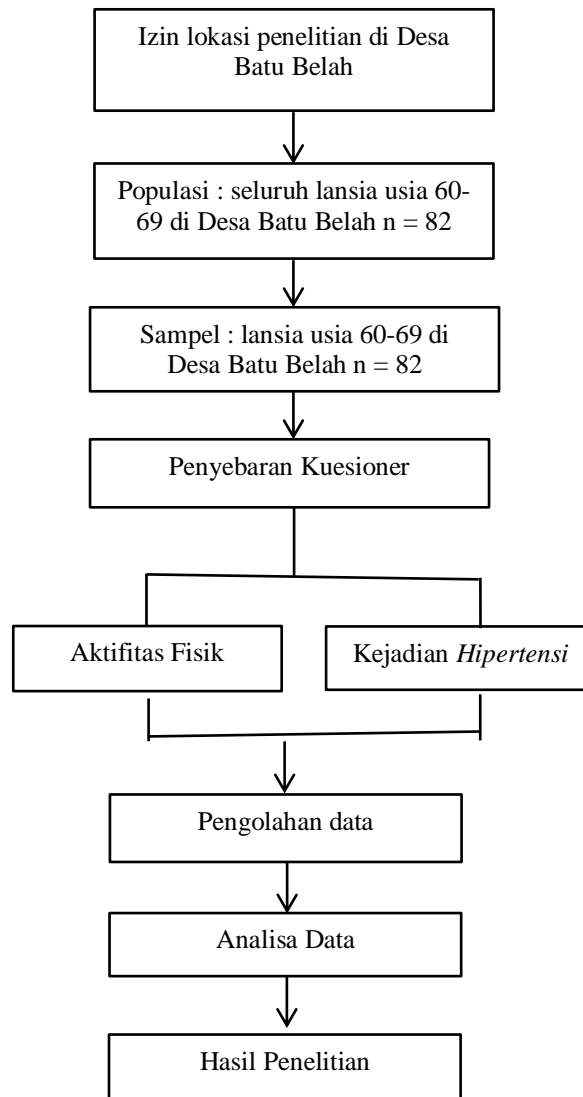 Izin lokasi penelitian di Desa
Batu Belah
Populasi : seluruh lansia usia 60-
69 di Desa Batu Belah n = 82
Sampel : lansia usia 60-69 di
Desa Batu Belah n = 82
Penyebaran Kuesioner
Aktifitas Fisik
Kejadian Hipertensi
Pengolahan data
Analisa Data
Hasil Penelitian